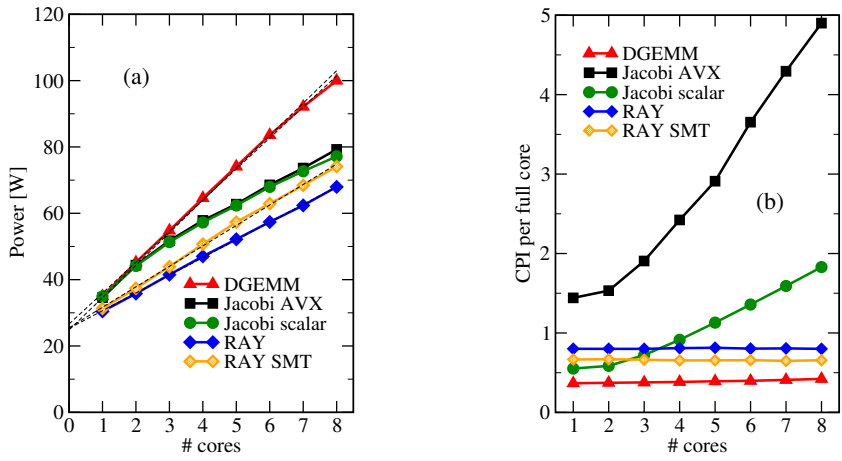 120
100
80
60
40
20
0
Power [W]
(a)
DGEMM
Jacobi AVX
Jacobi scalar
RAY
RAY SMT
0 1 2 3 4 5 6 7 8
# cores
5
4
3
2
1
0
CPI per full core
DGEMM
Jacobi AVX
Jacobi scalar
RAY
RAY SMT
(b)
1 2 3 4 5 6 7 8
# cores